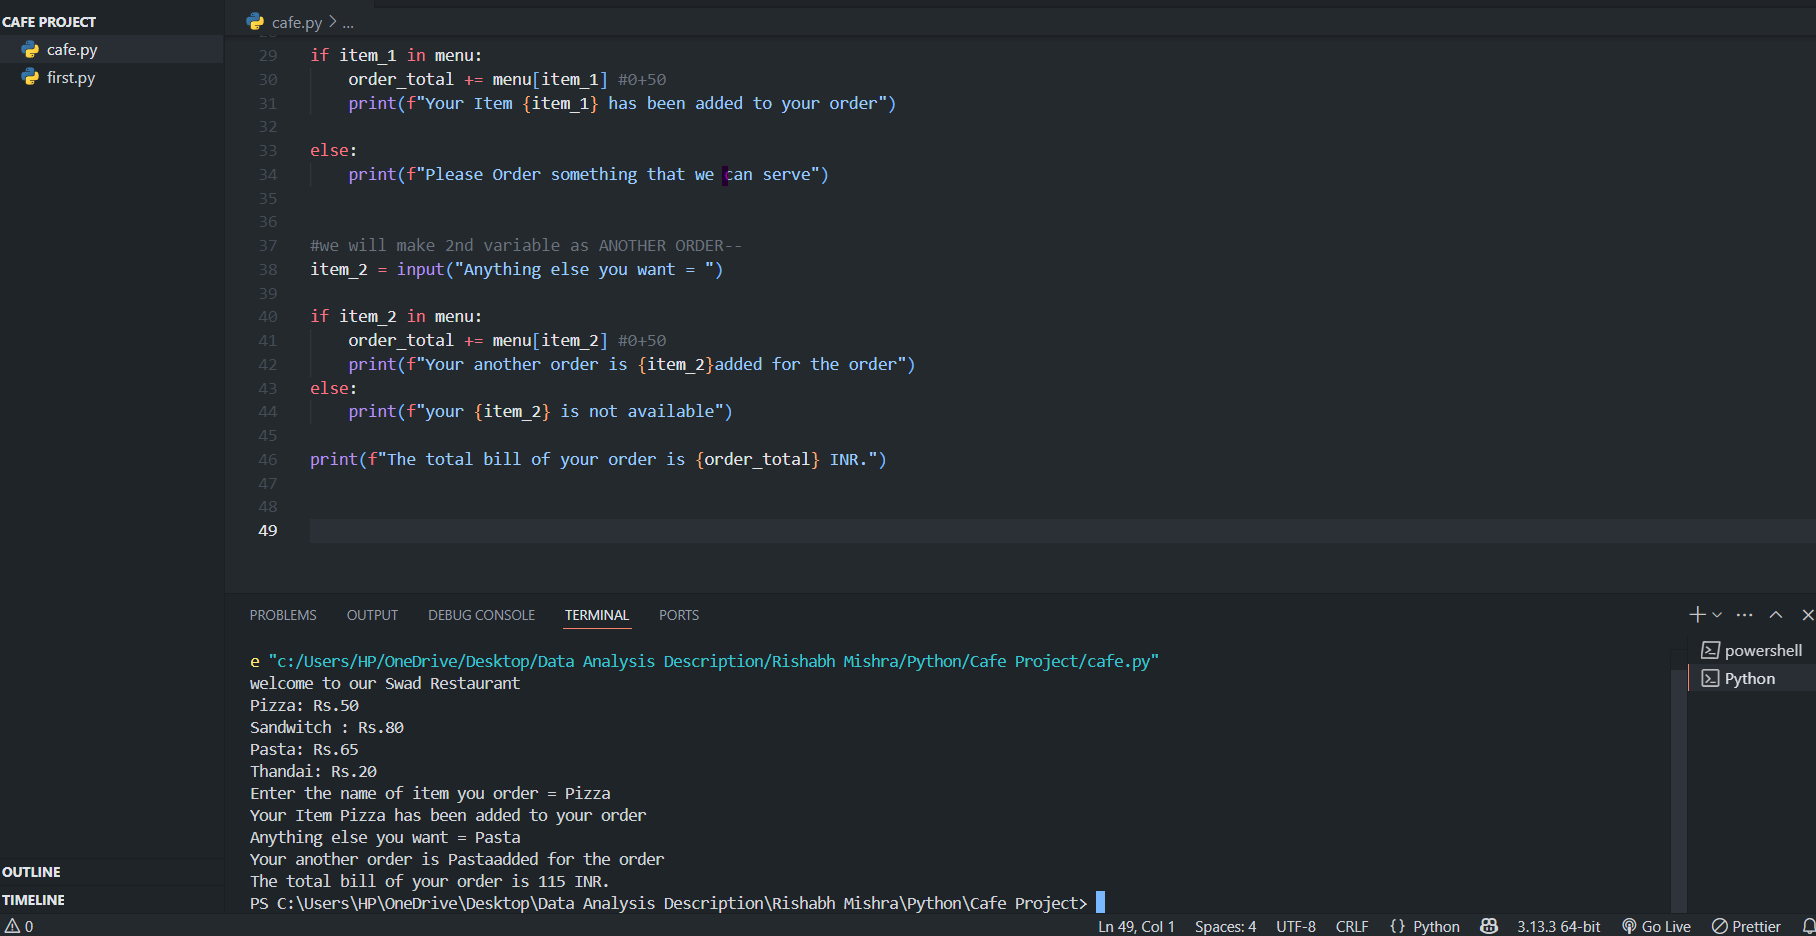 CAFE PROJECT
cafe.py
first.py
OUTLINE
TIMELINE
cafe.py > ...
29 if item_1 in menu:
30 order_total += menu[item_1] #0+50
31 print(f"Your Item {item_1} has been added to your order")
32
33 else:
34 print(f"Please Order something that we can serve")
35
36
37 #we will make 2nd variable as ANOTHER ORDER--
38 item_2 = input("Anything else you want = ")
39
40 if item_2 in menu:
41 order_total += menu[item_2] #0+50
42 print(f"Your another order is {item_2}added for the order")
43 else:
44 print(f"your {item_2} is not available")
45
46 print(f"The total bill of your order is {order_total} INR.")
47
48
49
PROBLEMS OUTPUT DEBUG CONSOLE TERMINAL PORTS
e "c:/Users/HP/OneDrive/Desktop/Data Analysis Description/Rishabh Mishra/Python/Cafe Project/cafe.py"
welcome to our Swad Restaurant
Pizza: Rs.50
Sandwitch : Rs.80
Pasta: Rs.65
Thandai: Rs.20
Enter the name of item you order = Pizza
Your Item Pizza has been added to your order
Anything else you want = Pasta
Your another order is Pastaadded for the order
The total bill of your order is 115 INR.
PS C:\Users\HP\OneDrive\Desktop\Data Analysis Description\Rishabh Mishra\Python\Cafe Project>
powershell
Python
0 Ln 49, Col 1 Spaces: 4 UTF-8 CRLF {} Python 3.13.3 64-bit Go Live Prettier